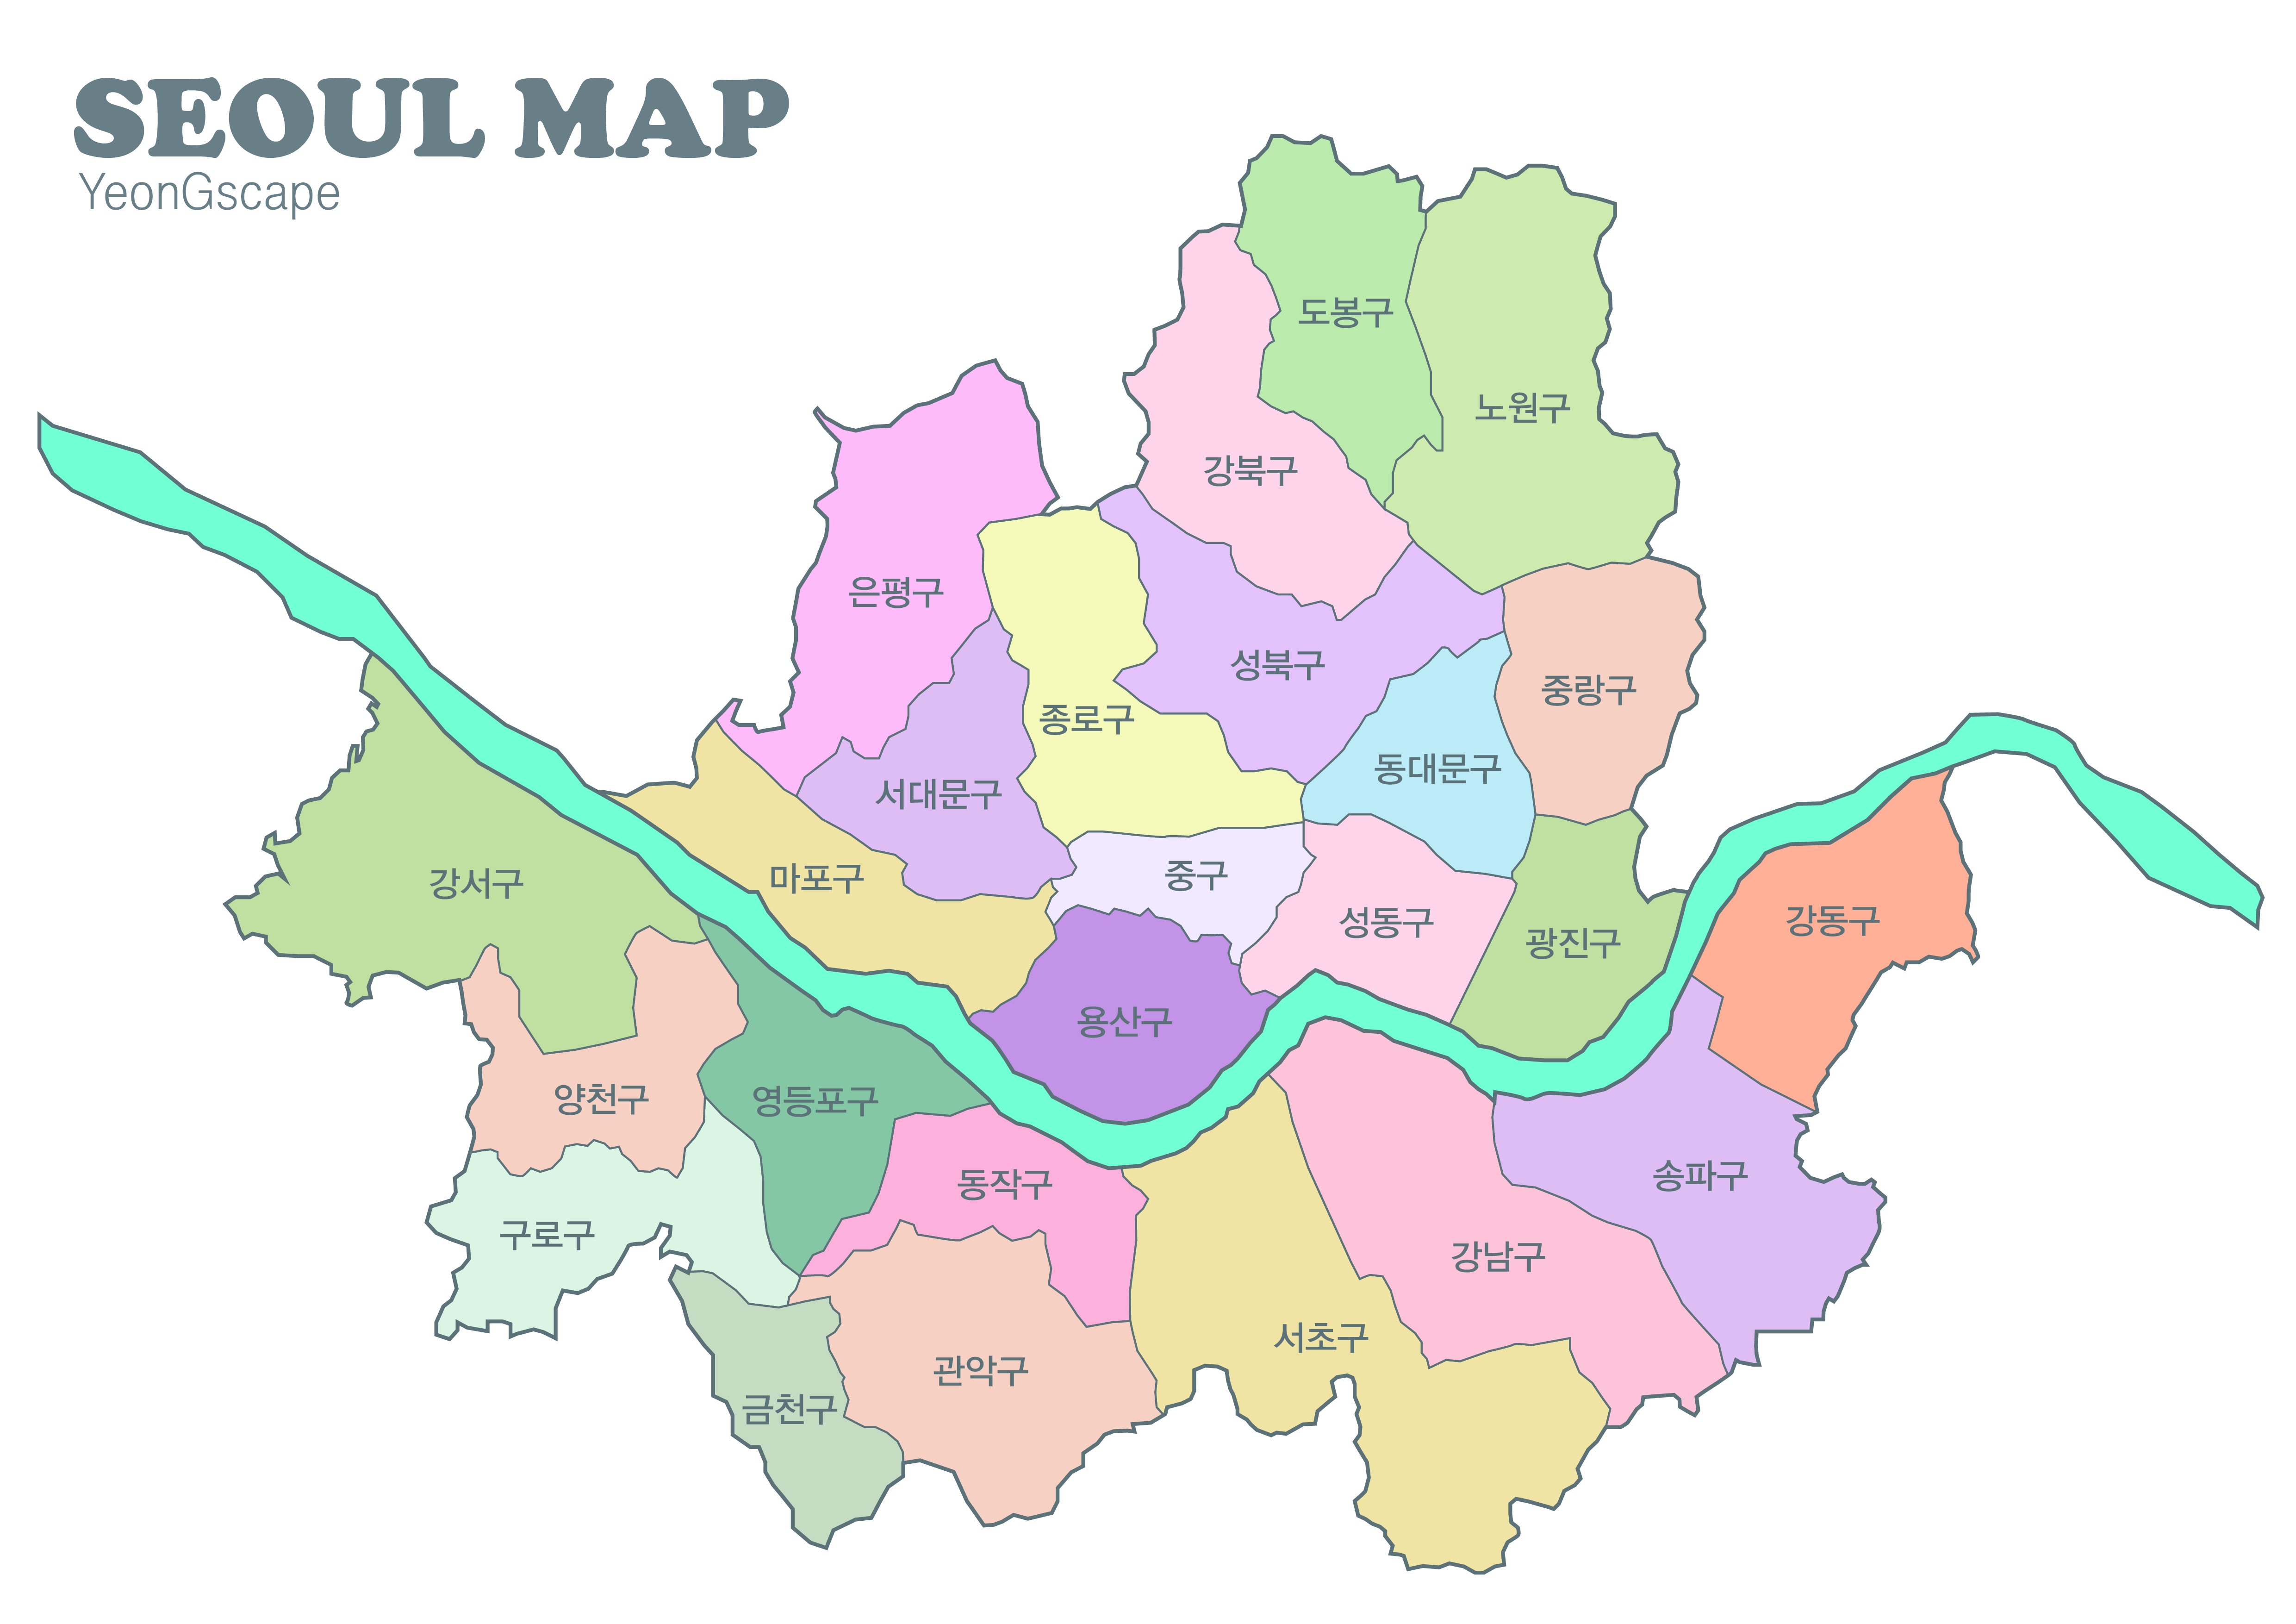 SEOUL MAP
YeonGscape
도봉구
노원구
강북구
은평구
성북구
중랑구
종로구
동대문구
서대문구
마포구
중구
강서구
성동구
강동구
광진구
용산구
양천구
영등포구
송파구
동작구
구로구
강남구
서초구
관악구
금천구